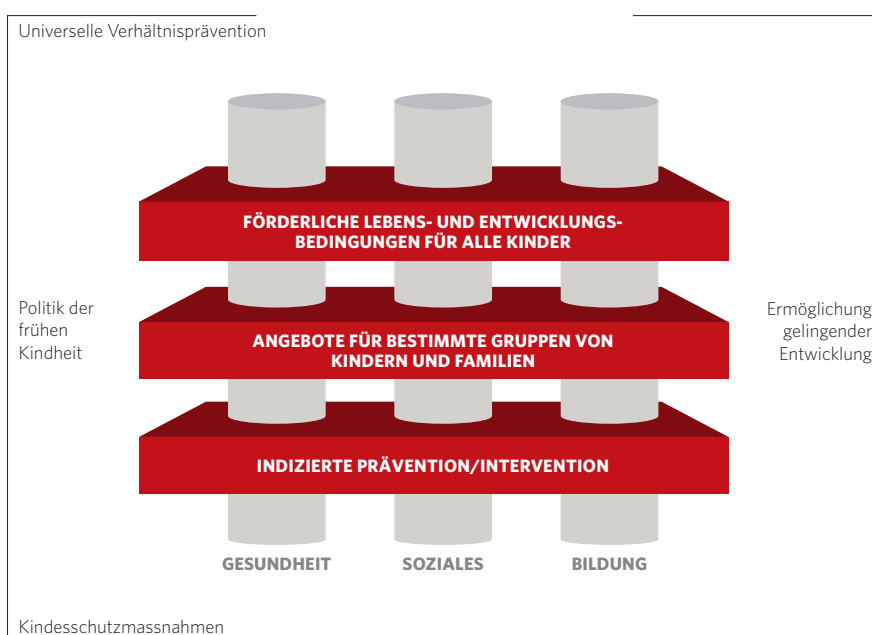 Universelle Verhältnisprävention
FÖRDERLICHE LEBENS- UND ENTWICKLUNGS-
BEDINGUNGEN FÜR ALLE KINDER
Politik der
frühen
Kindheit
ANGEBOTE FÜR BESTIMMTE GRUPPEN VON
KINDERN UND FAMILIEN
Ermöglichung
gelingender
Entwicklung
INDIZIERTE PRÄVENTION/INTERVENTION
GESUNDHEIT
SOZIALES
BILDUNG
Kindesschutzmassnahmen